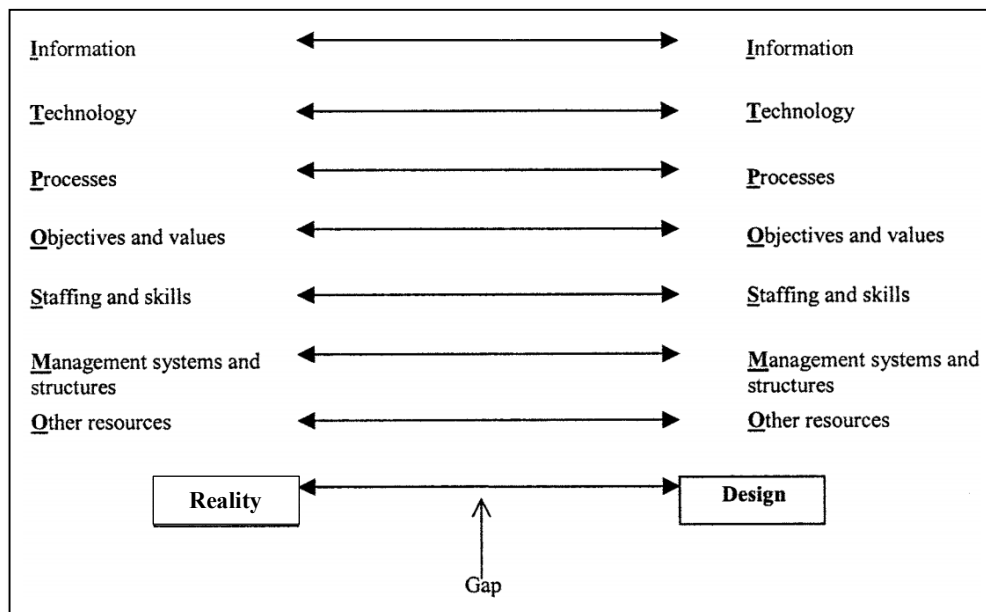 Information Information
Technology Technology
Processes Processes
Objectives and values Objectives and values
Staffing and skills Staffing and skills
Management systems and Management systems and
structures structures
Other resources Other resources
Reality Design
Gap